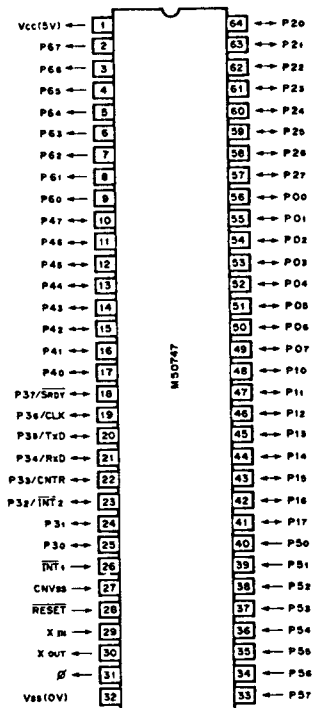 Vcc(5V) 1 64 P20
P67 2 63 P21
P66 3 62 P22
P65 4 61 P23
P64 5 60 P24
P63 6 59 P25
P62 7 58 P26
P61 8 57 P27
P60 9 56 P00
P47 10 55 P01
P46 11 54 P02
P45 12 53 P03
P44 13 52 P04
P43 14 51 P05
P42 15 50 P06
P41 16 49 P07
P40 17 48 P10
P37/SRDY 18 47 P11
P36/CLK 19 46 P12
P35/TxD 20 45 P13
P34/RxD 21 44 P14
P33/CNTR 22 43 P15
P32/INT2 23 42 P16
P31 24 41 P17
P30 25 40 P50
INT1 26 39 P51
CNVSS 27 38 P52
RESET 28 37 P53
X IN 29 36 P54
X OUT 30 35 P55
Ø 31 34 P56
Vss(0V) 32 33 P57
M50747